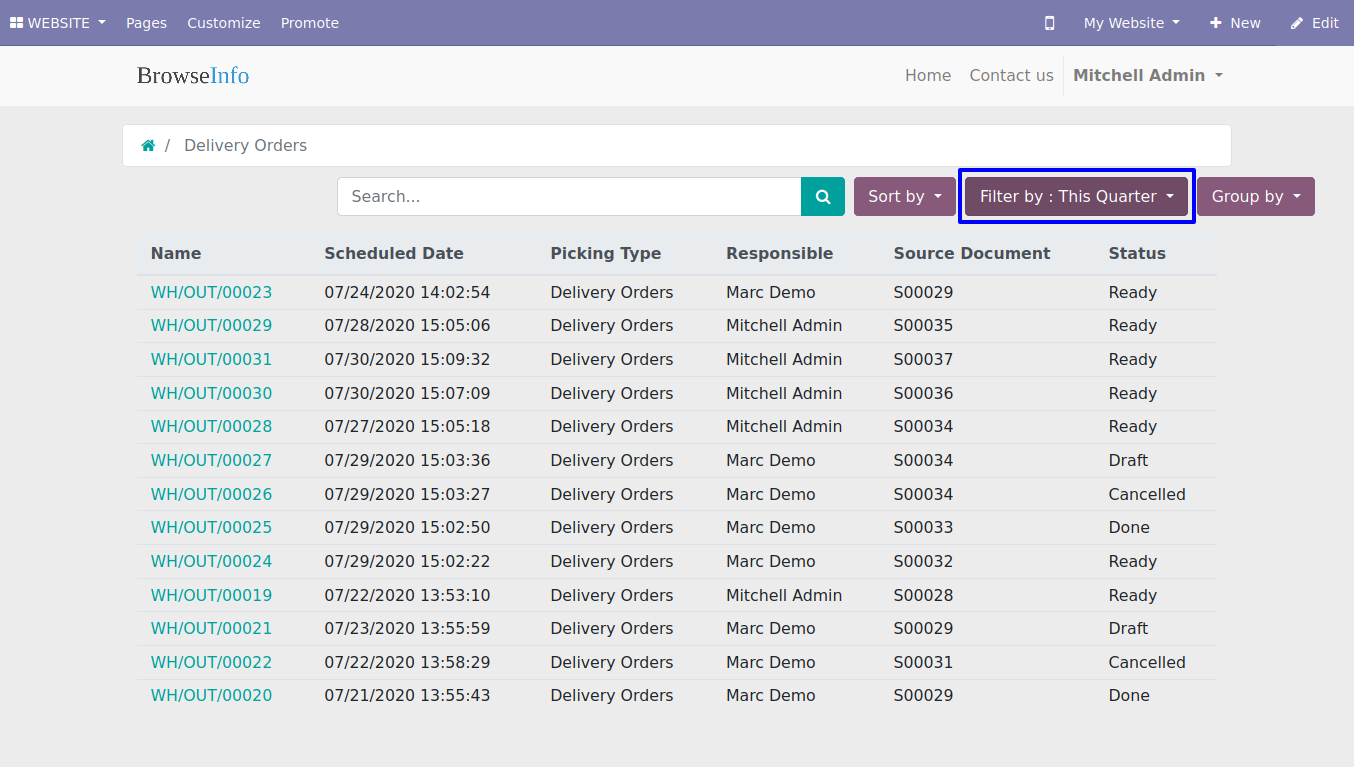 WEBSITE Pages Customize Promote My Website New Edit
BrowseInfo Home Contact us Mitchell Admin
/ Delivery Orders
Search... Sort by Filter by : This Quarter Group by
Name Scheduled Date Picking Type Responsible Source Document Status
WH/OUT/00023 07/24/2020 14:02:54 Delivery Orders Marc Demo S00029 Ready
WH/OUT/00029 07/28/2020 15:05:06 Delivery Orders Mitchell Admin S00035 Ready
WH/OUT/00031 07/30/2020 15:09:32 Delivery Orders Mitchell Admin S00037 Ready
WH/OUT/00030 07/30/2020 15:07:09 Delivery Orders Mitchell Admin S00036 Ready
WH/OUT/00028 07/27/2020 15:05:18 Delivery Orders Mitchell Admin S00034 Ready
WH/OUT/00027 07/29/2020 15:03:36 Delivery Orders Marc Demo S00034 Draft
WH/OUT/00026 07/29/2020 15:03:27 Delivery Orders Marc Demo S00034 Cancelled
WH/OUT/00025 07/29/2020 15:02:50 Delivery Orders Marc Demo S00033 Done
WH/OUT/00024 07/29/2020 15:02:22 Delivery Orders Marc Demo S00032 Ready
WH/OUT/00019 07/22/2020 13:53:10 Delivery Orders Mitchell Admin S00028 Ready
WH/OUT/00021 07/23/2020 13:55:59 Delivery Orders Marc Demo S00029 Draft
WH/OUT/00022 07/22/2020 13:58:29 Delivery Orders Marc Demo S00031 Cancelled
WH/OUT/00020 07/21/2020 13:55:43 Delivery Orders Marc Demo S00029 Done